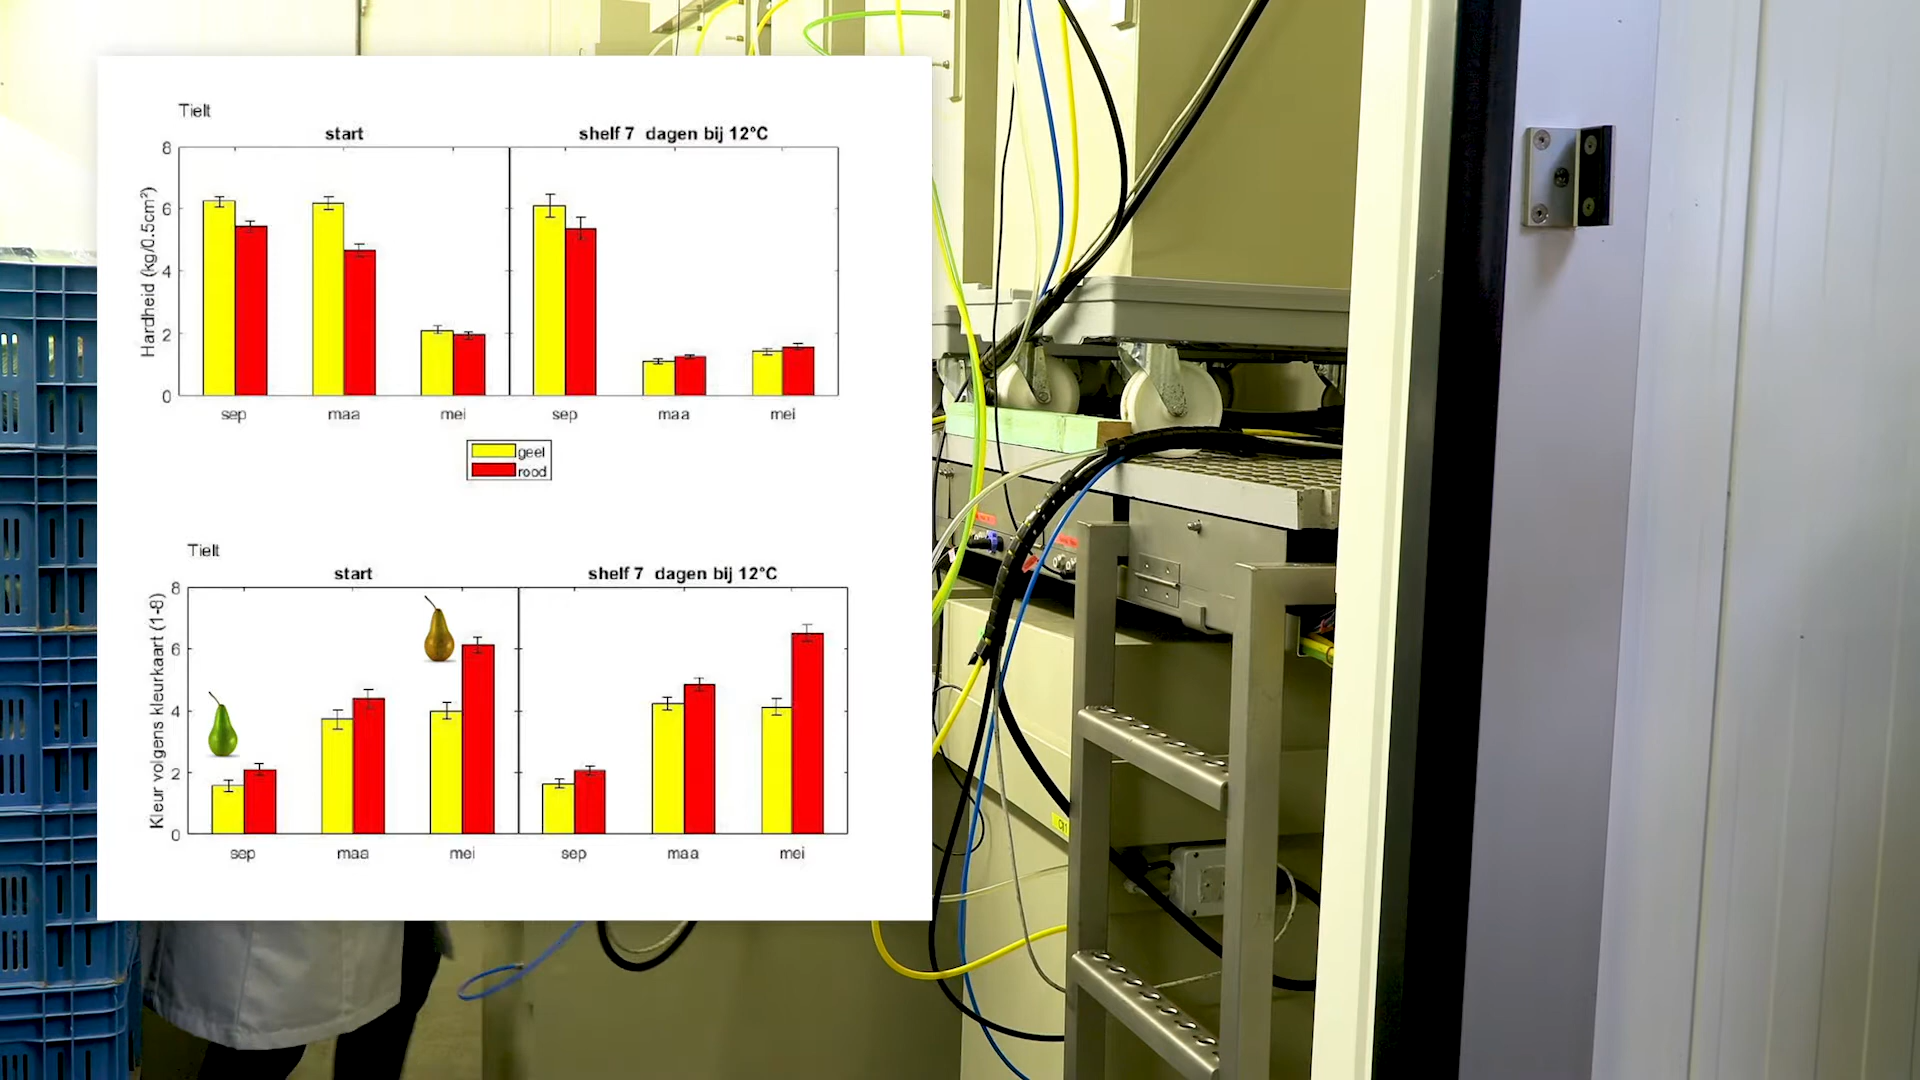 Tielt
start
shelf 7 dagen bij 12°C
Hardheid (kg/0.5cm²)
8
6
4
2
0
sep
maa
mei
sep
maa
mei
geel
rood
Tielt
start
shelf 7 dagen bij 12°C
Kleur volgens kleurkaart (1-8)
8
6
4
2
0
sep
maa
mei
sep
maa
mei